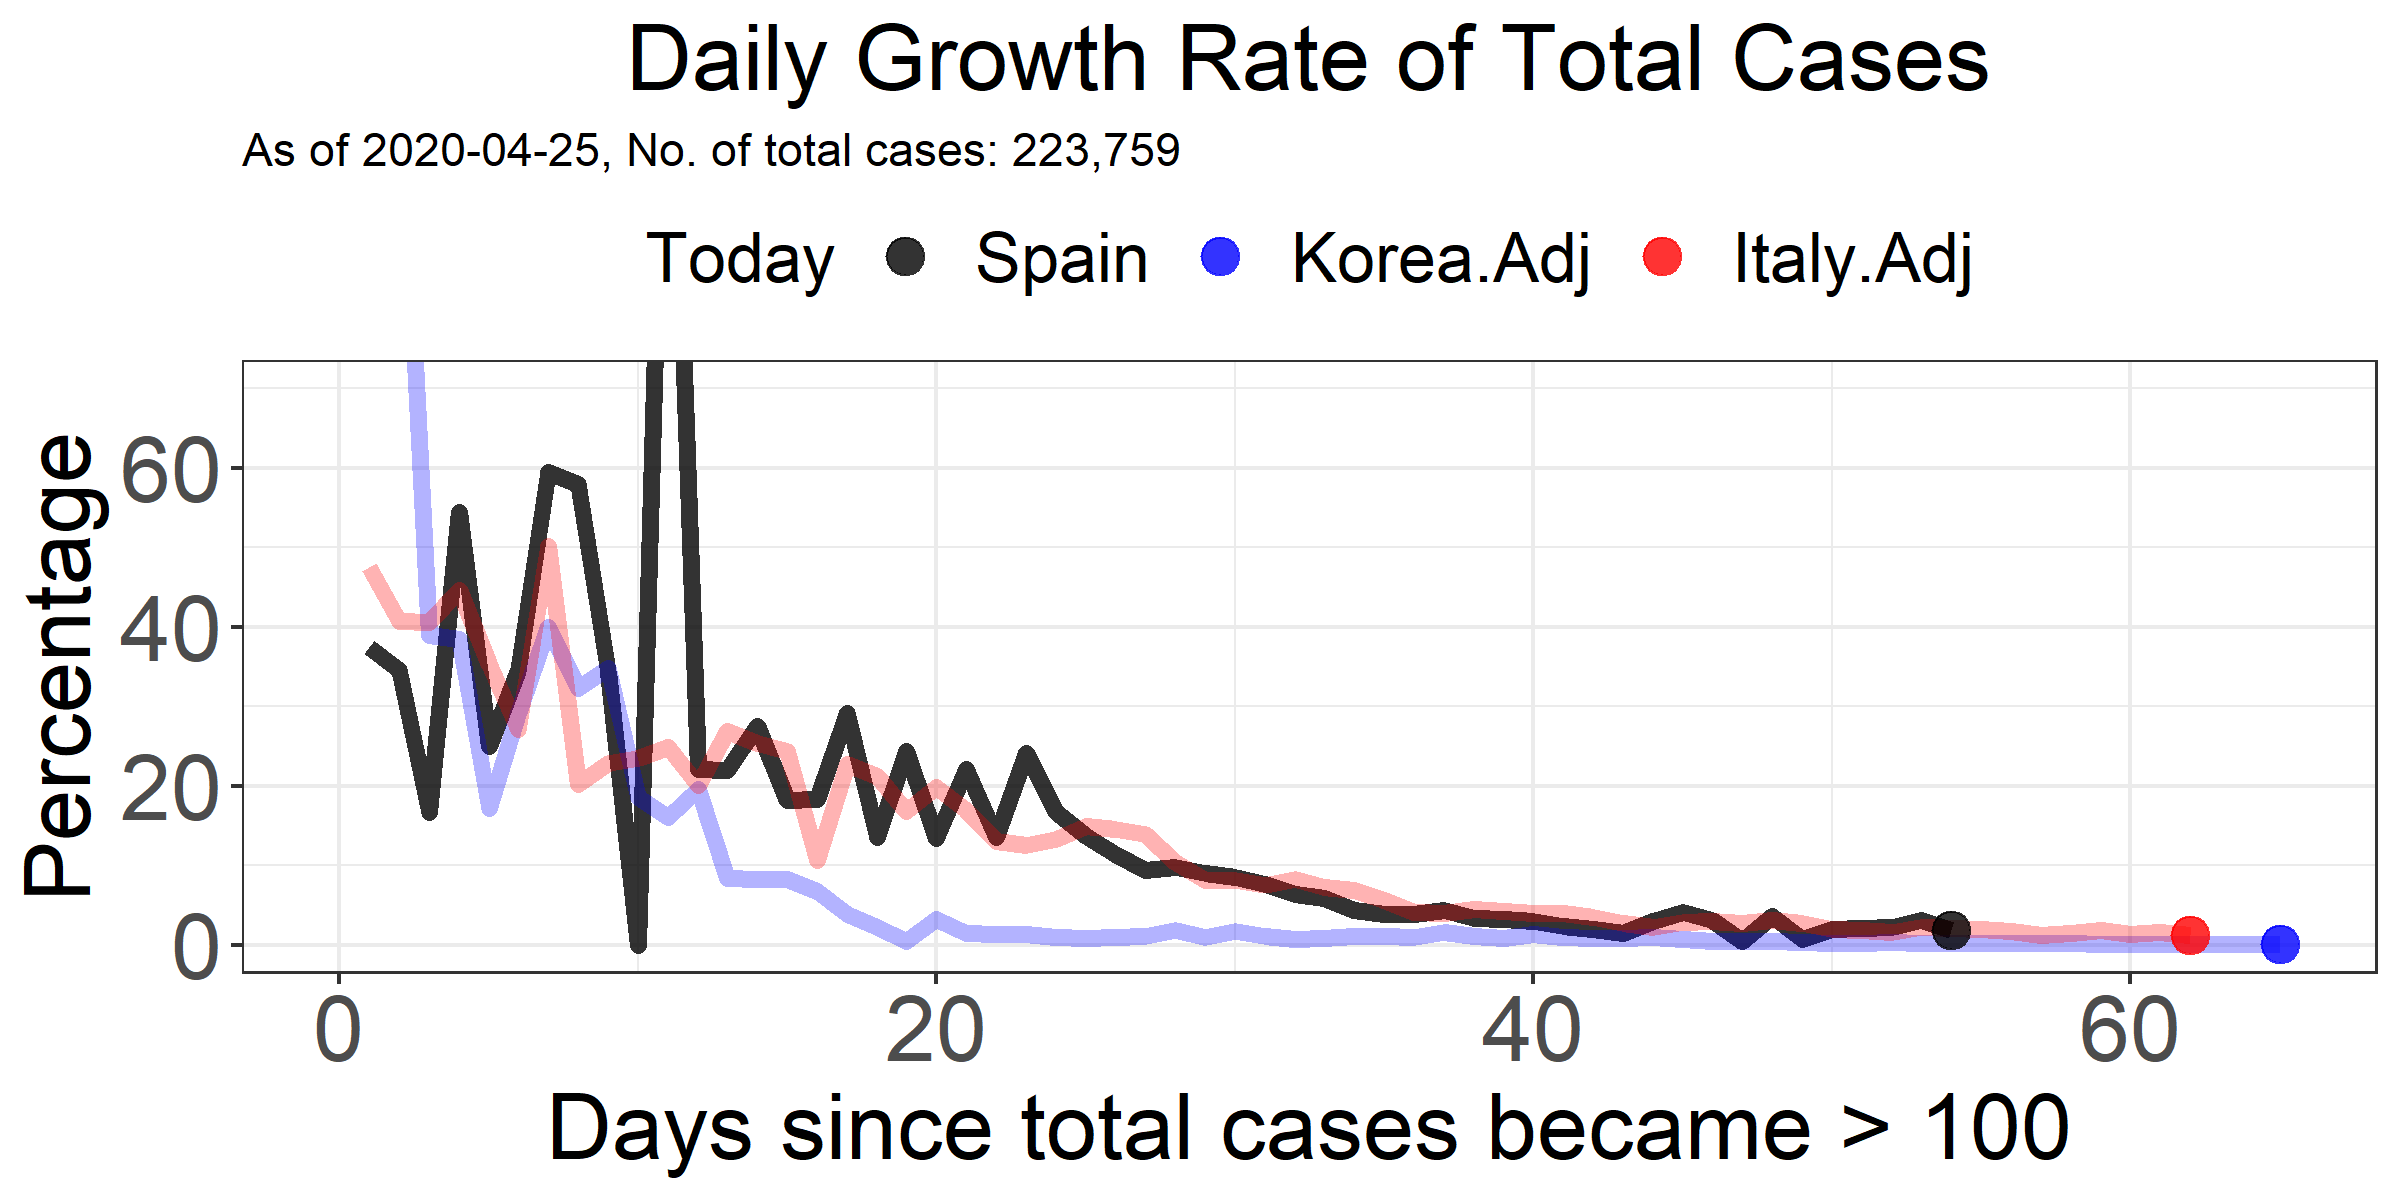 Daily Growth Rate of Total Cases
As of 2020-04-25, No. of total cases: 223,759
Today Spain Korea.Adj Italy.Adj
Percentage
60
40
20
0
0 20 40 60
Days since total cases became > 100